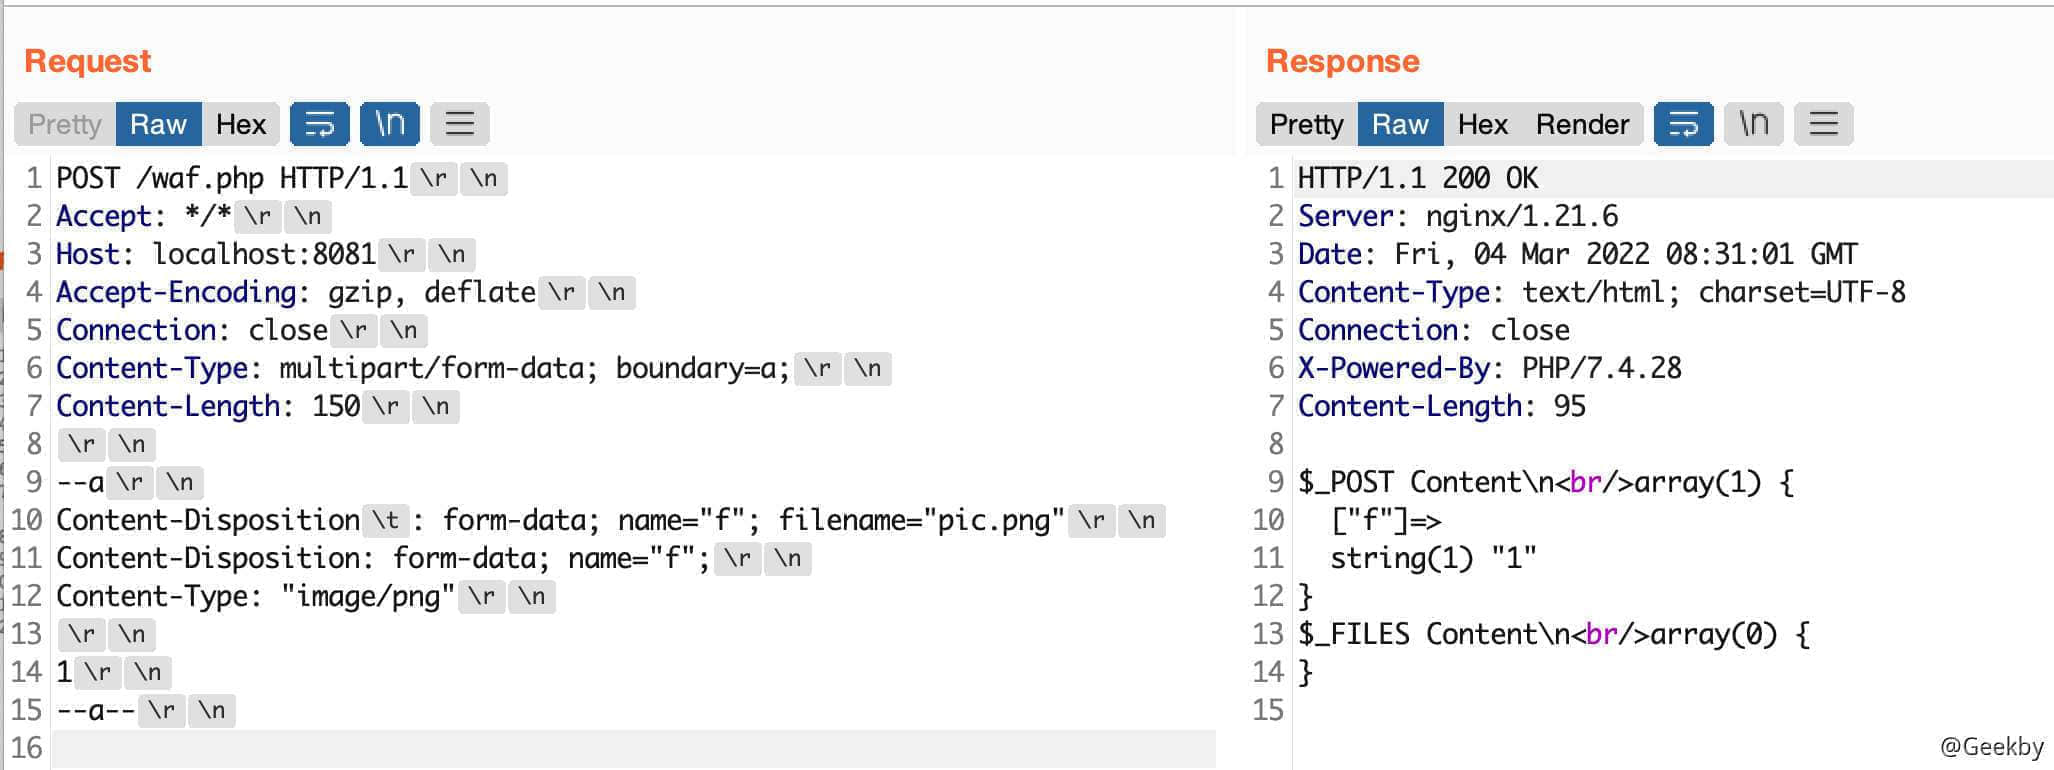 Request
Pretty Raw Hex \n
1 POST /waf.php HTTP/1.1 \r \n
2 Accept: */* \r \n
3 Host: localhost:8081 \r \n
4 Accept-Encoding: gzip, deflate \r \n
5 Connection: close \r \n
6 Content-Type: multipart/form-data; boundary=a; \r \n
7 Content-Length: 150 \r \n
8 \r \n
9 --a \r \n
10 Content-Disposition \t : form-data; name="f"; filename="pic.png" \r \n
11 Content-Disposition: form-data; name="f"; \r \n
12 Content-Type: "image/png" \r \n
13 \r \n
14 1 \r \n
15 --a-- \r \n
16
Response
Pretty Raw Hex Render \n
1 HTTP/1.1 200 OK
2 Server: nginx/1.21.6
3 Date: Fri, 04 Mar 2022 08:31:01 GMT
4 Content-Type: text/html; charset=UTF-8
5 Connection: close
6 X-Powered-By: PHP/7.4.28
7 Content-Length: 95
8
9 $_POST Content\n<br/>array(1) {
10 ["f"]=>
11 string(1) "1"
12 }
13 $_FILES Content\n<br/>array(0) {
14 }
15
@Geekby